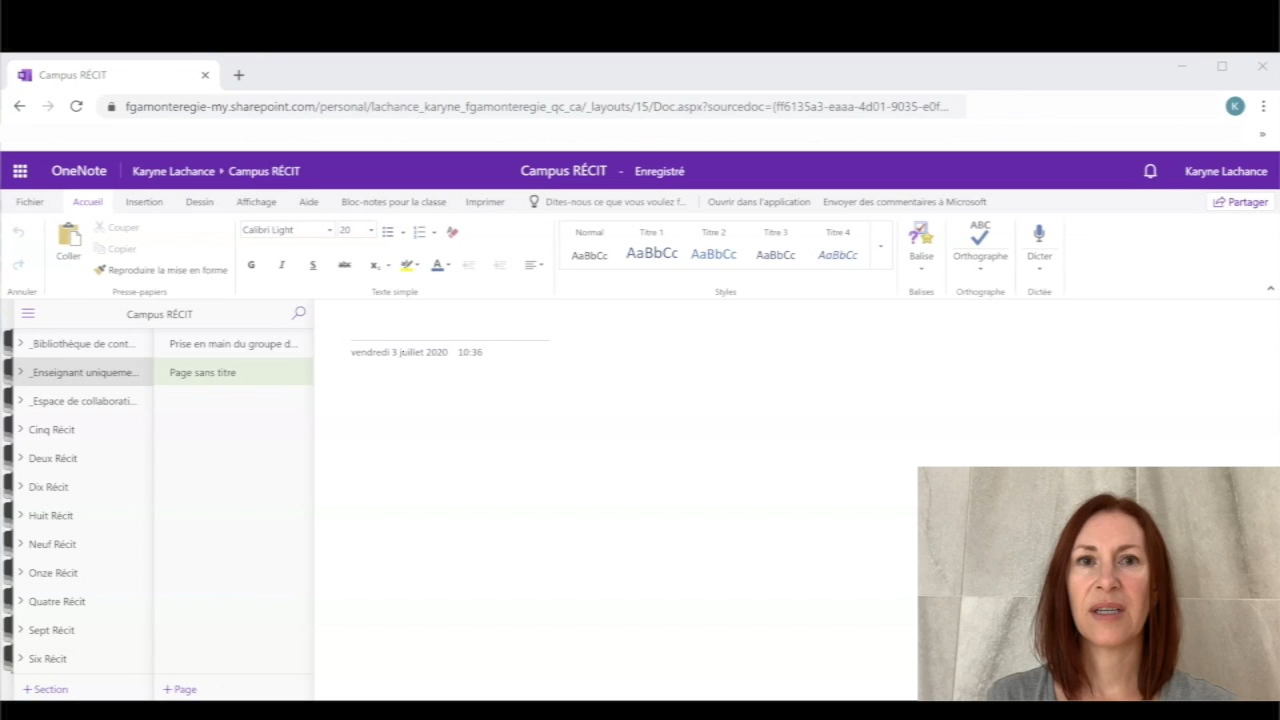 Campus RÉCIT
fgamonteregie-my.sharepoint.com/personal/lachance_karyne_fgamonteregie_qc_ca/_layouts/15/Doc.aspx?sourcedoc={ff6135a3-eaaa-4d01-9035-e0f...
K
OneNote Karyne Lachance Campus RÉCIT Campus RÉCIT - Enregistré Karyne Lachance
Fichier Accueil Insertion Dessin Affichage Aide Bloc-notes pour la classe Imprimer Dites-nous ce que vous voulez f... Ouvrir dans l'application Envoyer des commentaires à Microsoft Partager
Coller Couper Copier Reproduire la mise en forme
Calibri Light 20
G I S abc x A
Normal Titre 1 Titre 2 Titre 3 Titre 4
AaBbCc AaBbCc AaBbCc AaBbCc AaBbCc
Balise ABC Orthographe Dicter
Annuler Presse-papiers Texte simple Styles Balises Orthographe Dictée
Campus RÉCIT
_Bibliothèque de cont... Prise en main du groupe d...
_Enseignant uniqueme... Page sans titre
_Espace de collaborati...
Cinq Récit
Deux Récit
Dix Récit
Huit Récit
Neuf Récit
Onze Récit
Quatre Récit
Sept Récit
Six Récit
+ Section + Page
vendredi 3 juillet 2020 10:36